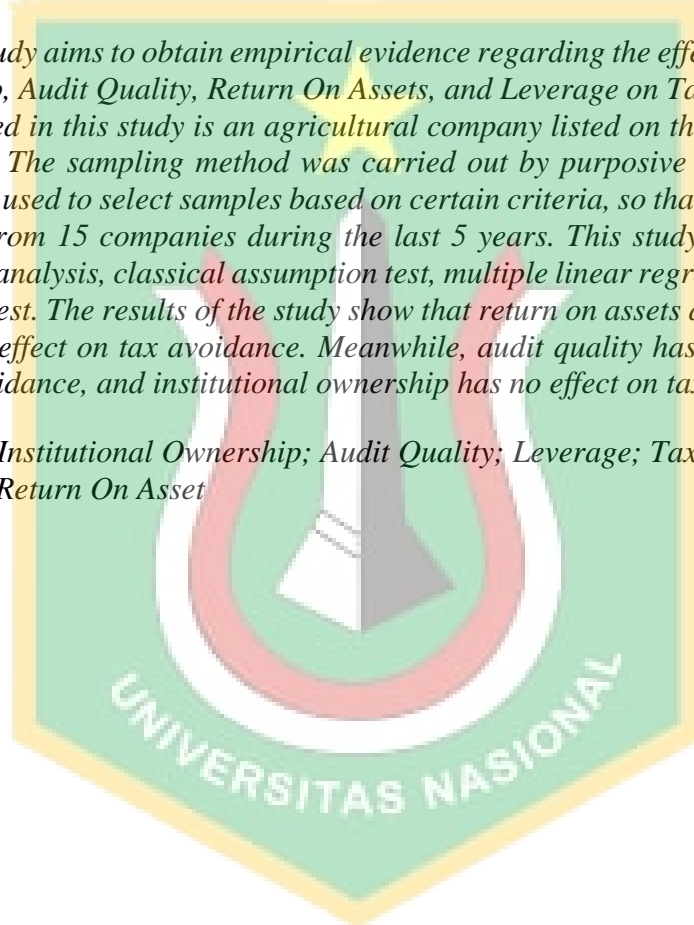 udy aims to obtain empirical evidence regarding the effe
, Audit Quality, Return On Assets, and Leverage on Ta
ed in this study is an agricultural company listed on th
The sampling method was carried out by purposive
used to select samples based on certain criteria, so tha
rom 15 companies during the last 5 years. This study
analysis, classical assumption test, multiple linear regr
est. The results of the study show that return on assets
effect on tax avoidance. Meanwhile, audit quality has
idance, and institutional ownership has no effect on ta
Institutional Ownership; Audit Quality; Leverage; Tax
Return On Asset
UNIVERSITAS NASIONAL